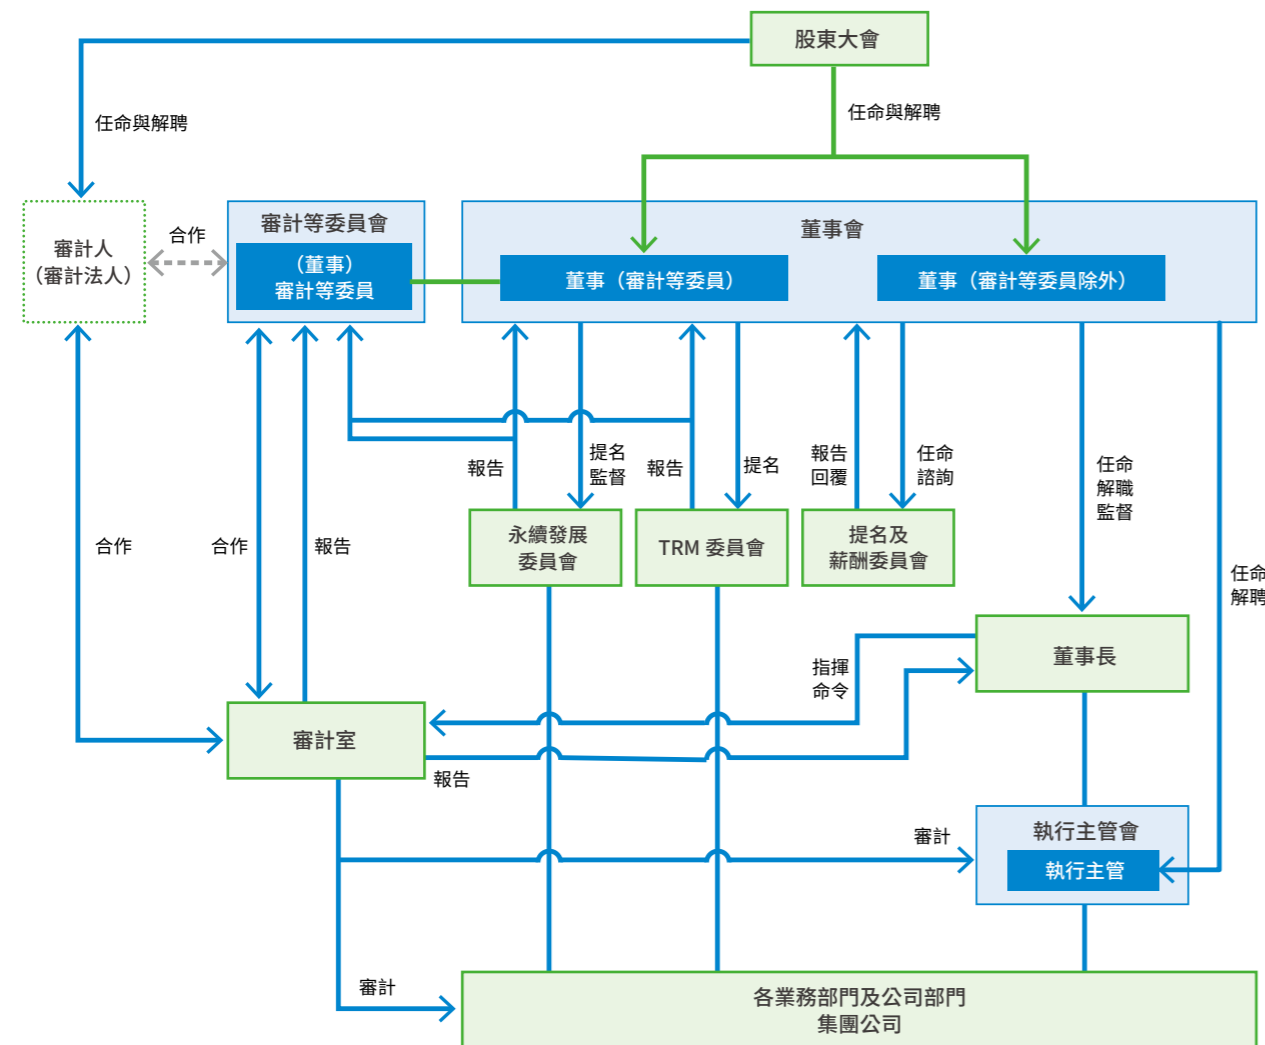 股東大會
任命與解聘
任命與解聘
審計人
（審計法人）
合作
審計等委員會
（董事）
審計等委員
董事會
董事（審計等委員）
董事（審計等委員除外）
報告
提名
監督
報告
提名
報告
回覆
任命
諮詢
任命
解職
監督
任命
解聘
合作
合作
報告
永續發展
委員會
TRM 委員會
提名及
薪酬委員會
董事長
指揮
命令
審計室
報告
審計
執行主管會
執行主管
審計
各業務部門及公司部門
集團公司